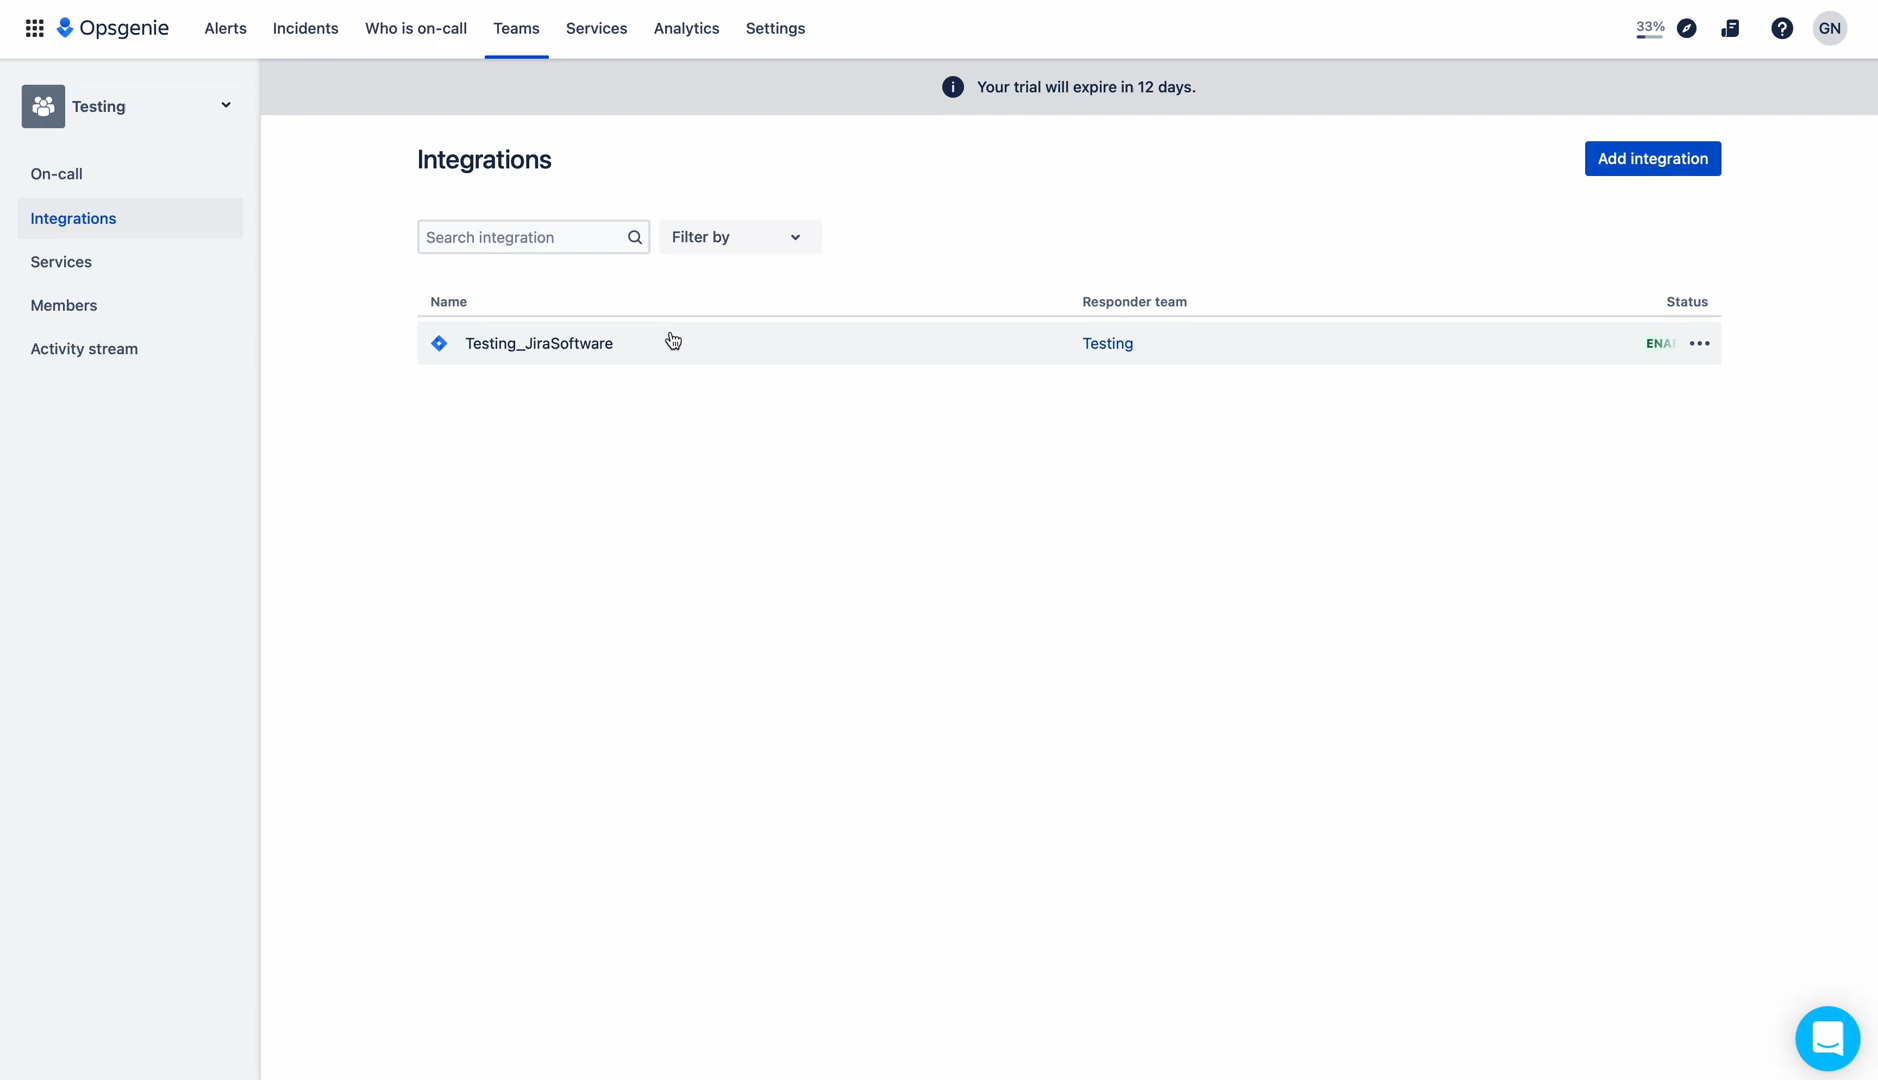 Opsgenie Alerts Incidents Who is on-call Teams Services Analytics Settings 33% GN
Your trial will expire in 12 days.
Testing
On-call
Integrations
Services
Members
Activity stream
Integrations
Add integration
Search integration
Filter by
Name Responder team Status
Testing_JiraSoftware Testing ENA